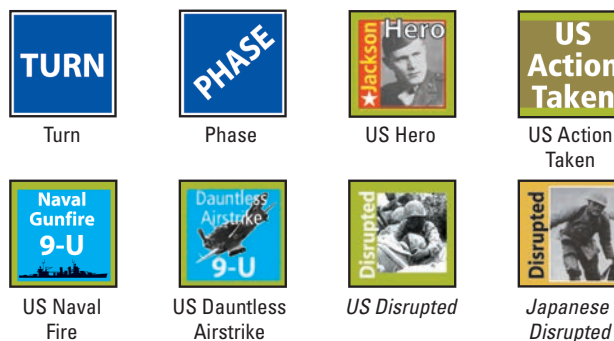 TURN
PHASE
Jackson
Hero
US
Action
Taken
Turn
Phase
US Hero
US Action
Taken
Naval
Gunfire
9-U
Dauntless
Airstrike
9-U
Disrupted
Disrupted
US Naval
Fire
US Dauntless
Airstrike
US Disrupted
Japanese
Disrupted